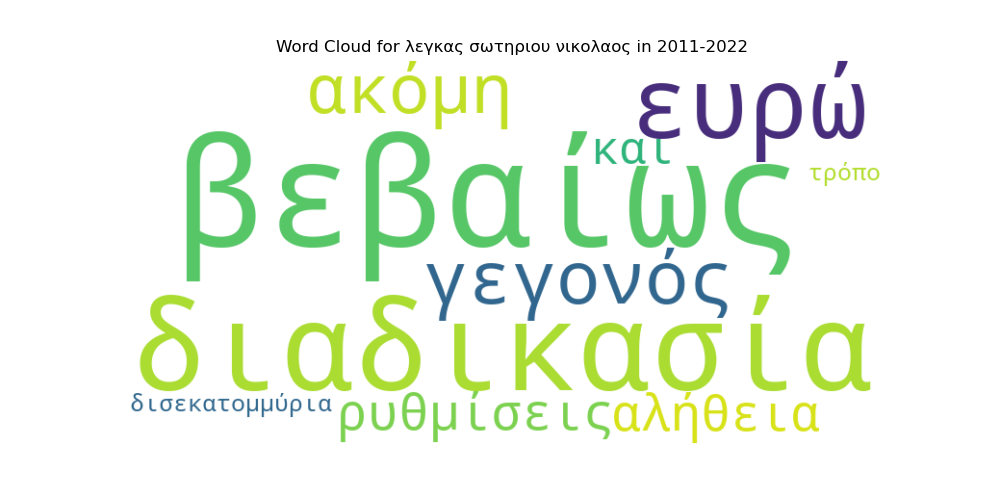 Word Cloud for λεγκας σωτηριου νικολαος in 2011-2022
ακόμη
ευρώ
και
τρόπο
βεβαίως
γεγονός
διαδικασία
δισεκατομμύρια
ρυθμίσεις
αλήθεια